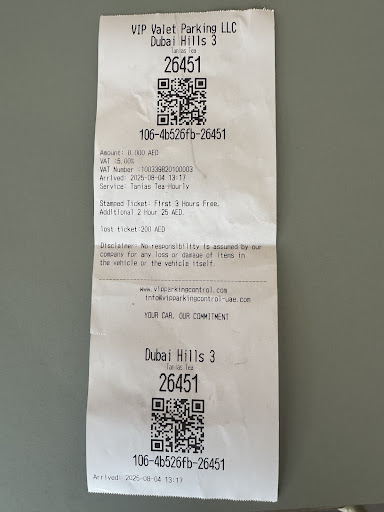 VIP Valet Parking LLC
Dubai Hills 3
Tanias Tea
26451
106-4b526fb-26451
Amount: 0.000 AED
VAT :5.00%
VAT Number :100339820100003
Arrived: 2025-08-04 13:17
Service: Tanias Tea-Hourly
Stamped Ticket: First 3 Hours Free,
Additional 2 Hour 25 AED.
lost ticket:200 AED
Disclaimer: No responsibility is assumed by our
company for any loss or damage of items in
the vehicle or the vehicle itself.
www.vipparkingcontrol.com
info@vipparkingcontrol-uae.com
YOUR CAR, OUR COMMITMENT
Dubai Hills 3
Tanias Tea
26451
106-4b526fb-26451
Arrived: 2025-08-04 13:17